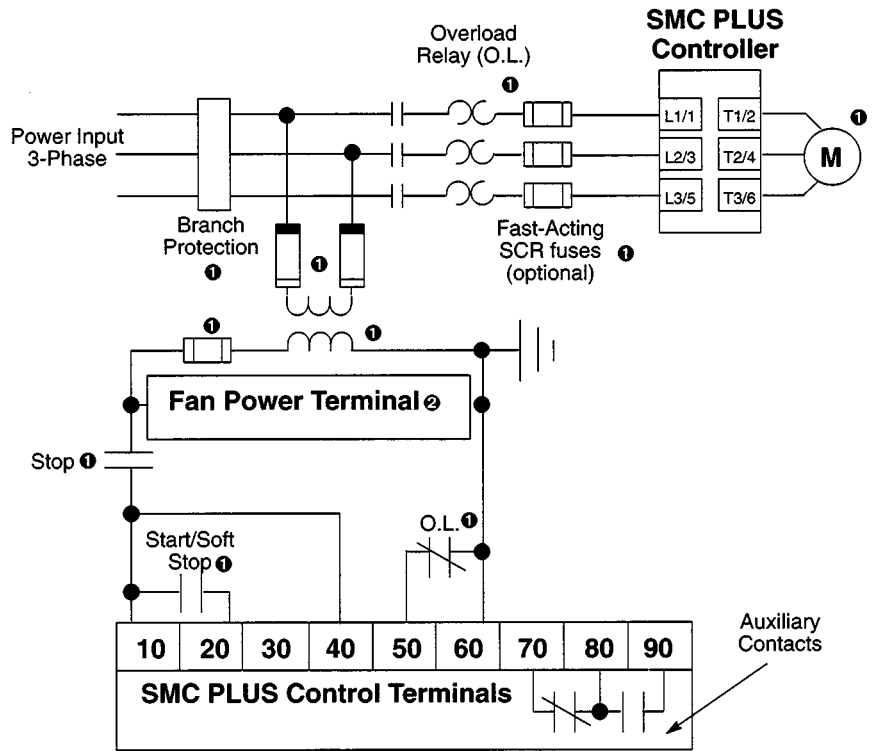 SMC PLUS
Controller
Overload
Relay (O.L.)
❶
Power Input
3-Phase
L1/1 T1/2
❶
L2/3 T2/4
M
L3/5 T3/6
Branch
Protection
❶
❶
Fast-Acting
SCR fuses
(optional)
❶
❶
❶
Fan Power Terminal ❷
Stop ❶
O.L. ❶
Start/Soft
Stop ❶
10 20 30 40 50 60 70 80 90
Auxiliary
Contacts
SMC PLUS Control Terminals